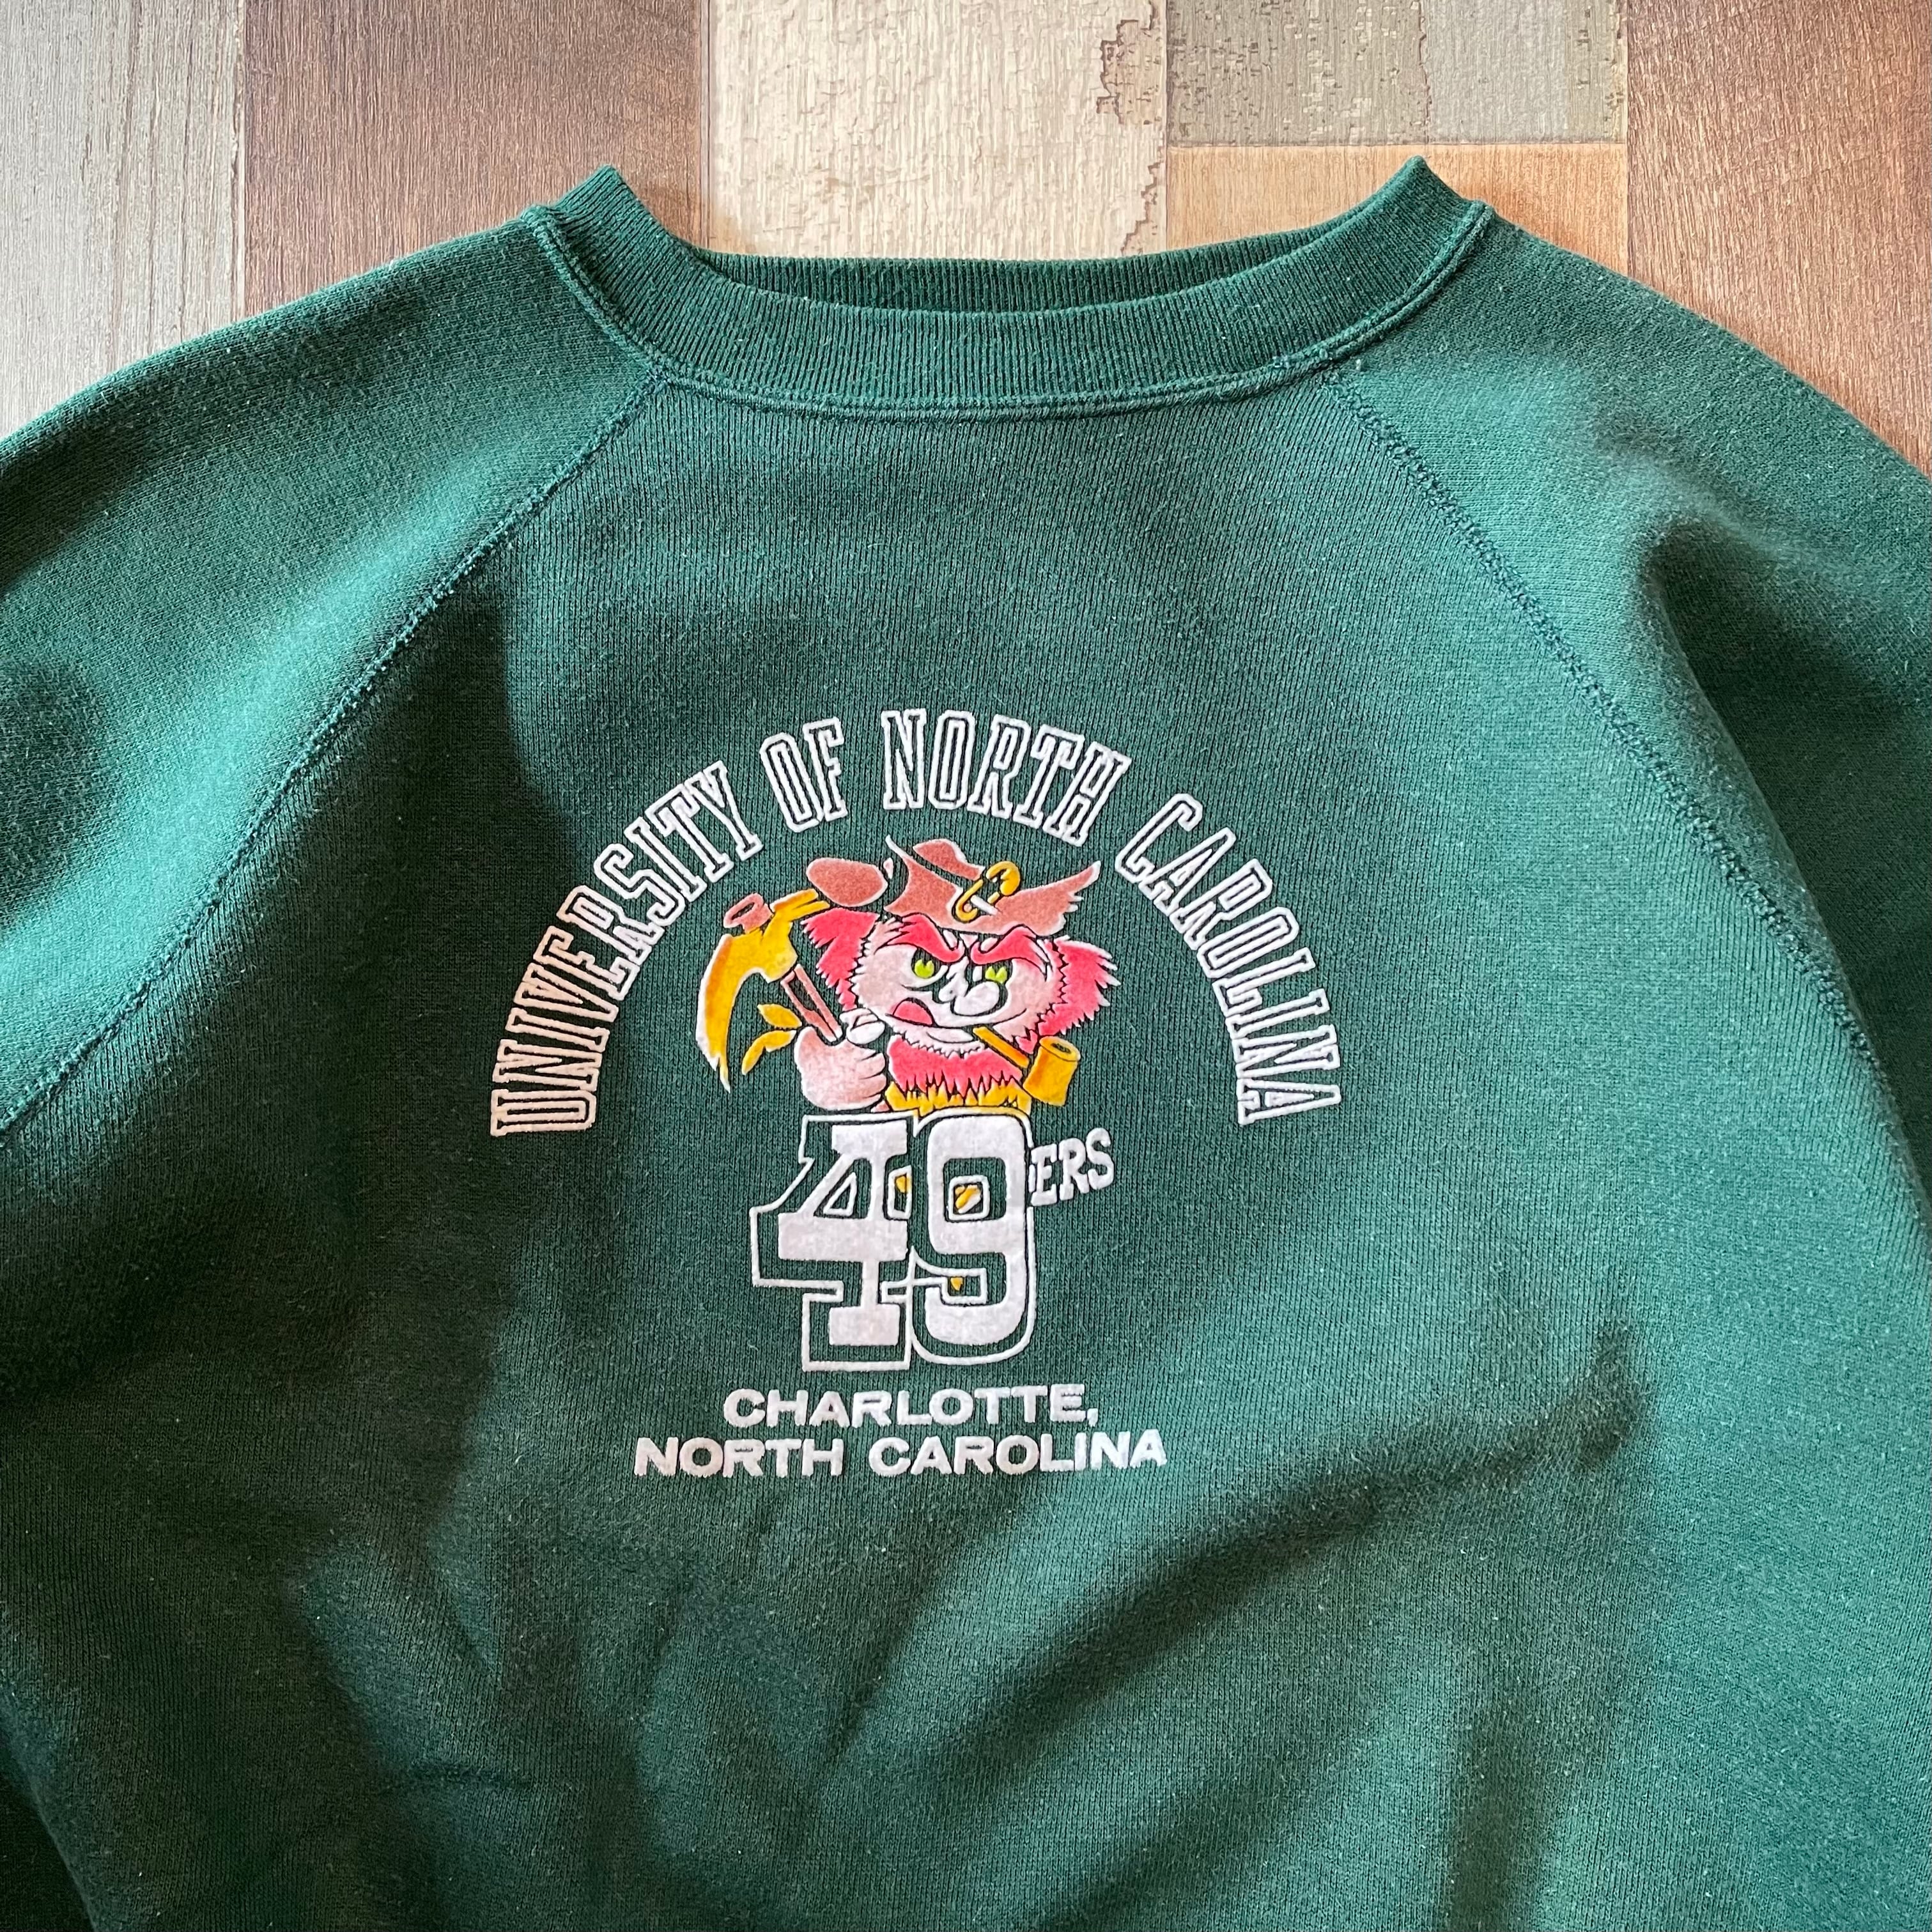 UNIVERSITY OF NORTH CAROLINA
49ERS
CHARLOTTE,
NORTH CAROLINA